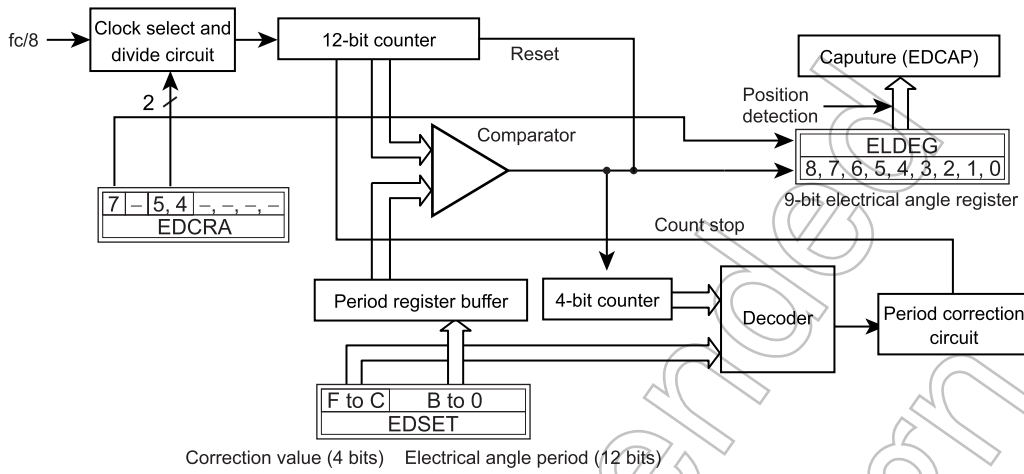 Clock select and
divide circuit
fc/8
12-bit counter
Reset
Caputure (EDCAP)
2
Position
detection
Comparator
ELDEG
8, 7, 6, 5, 4, 3, 2, 1, 0
9-bit electrical angle register
7 – 5, 4 –, –, –, –
EDCRA
Count stop
Period register buffer
4-bit counter
Decoder
Period correction
circuit
F to C B to 0
EDSET
Correction value (4 bits) Electrical angle period (12 bits)